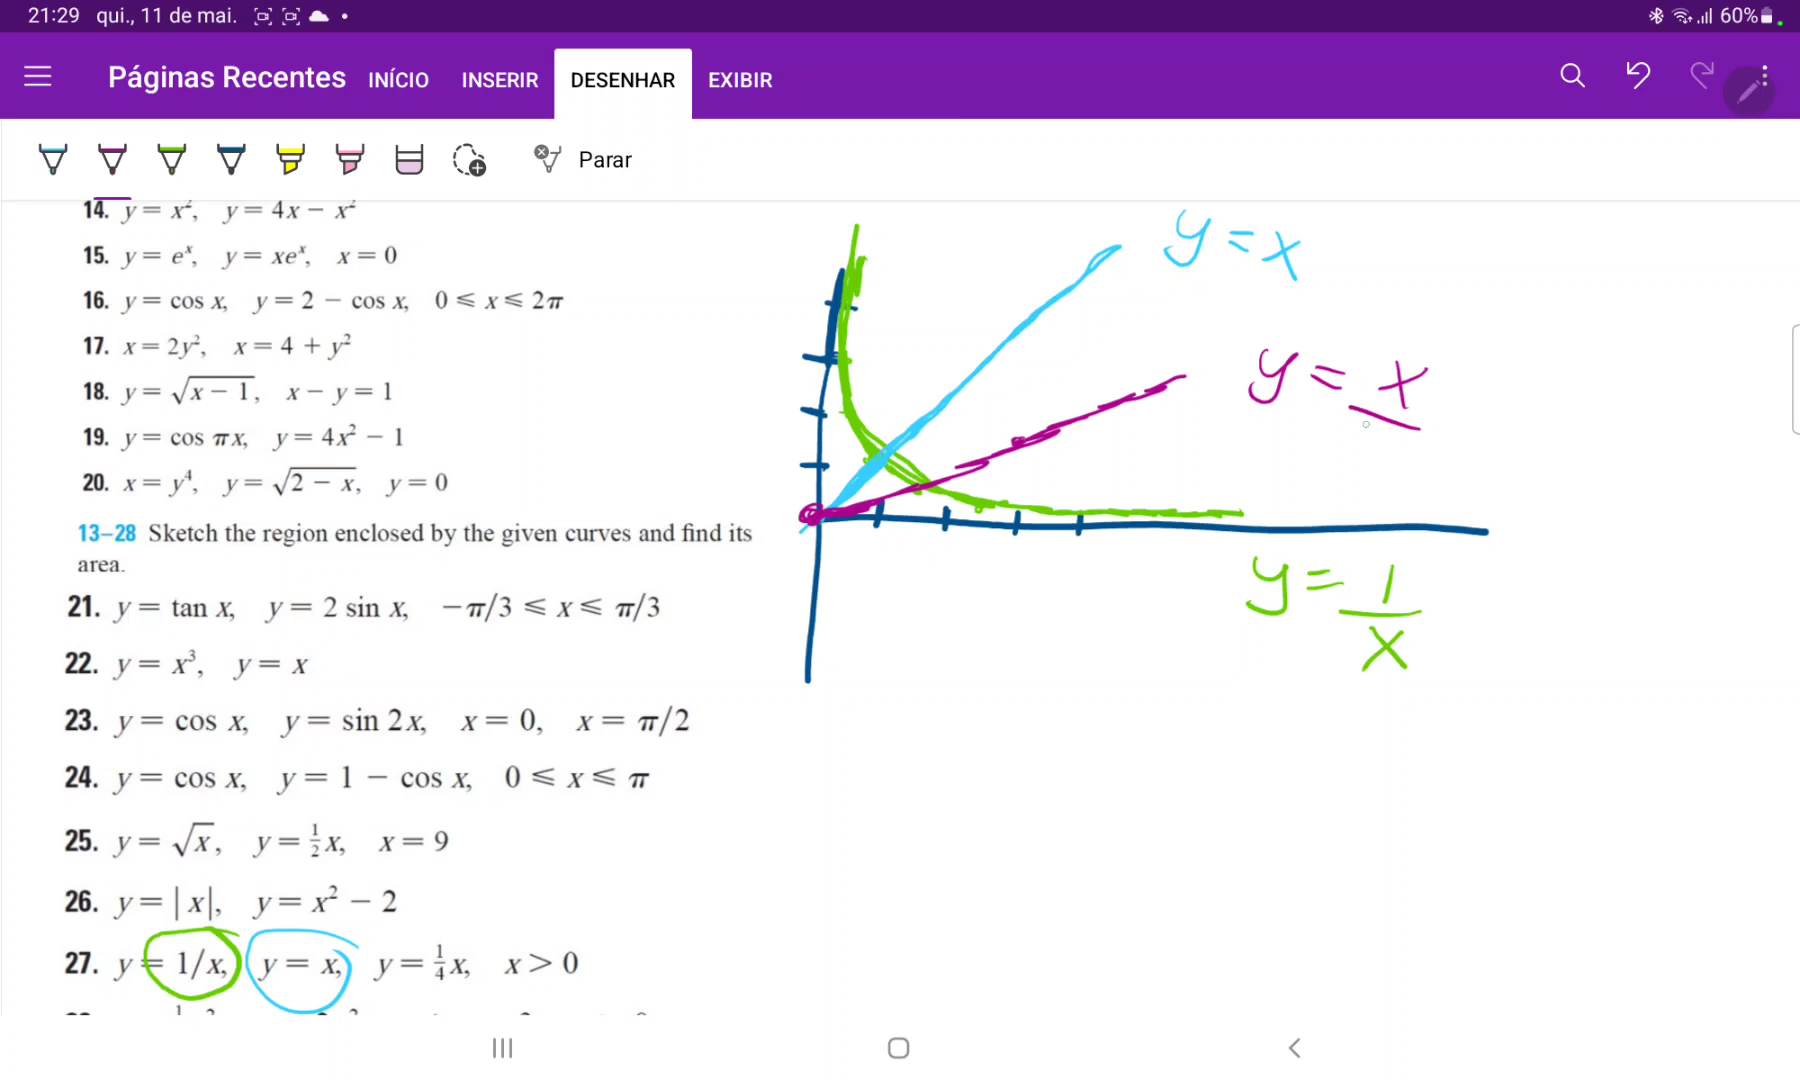 21:29 qui., 11 de mai. 60%
Páginas Recentes INÍCIO INSERIR DESENHAR EXIBIR
Parar
14. y = x², y = 4x − x²
15. y = eˣ, y = xeˣ, x = 0
16. y = cos x, y = 2 − cos x, 0 ⩽ x ⩽ 2π
17. x = 2y², x = 4 + y²
18. y = √(x − 1), x − y = 1
19. y = cos πx, y = 4x² − 1
20. x = y⁴, y = √(2 − x), y = 0
13–28 Sketch the region enclosed by the given curves and find its
area.
21. y = tan x, y = 2 sin x, −π/3 ⩽ x ⩽ π/3
22. y = x³, y = x
23. y = cos x, y = sin 2x, x = 0, x = π/2
24. y = cos x, y = 1 − cos x, 0 ⩽ x ⩽ π
25. y = √x, y = ½x, x = 9
26. y = |x|, y = x² − 2
27. y = 1/x, y = x, y = ¼x, x > 0
y = x
y = x
y = 1/x